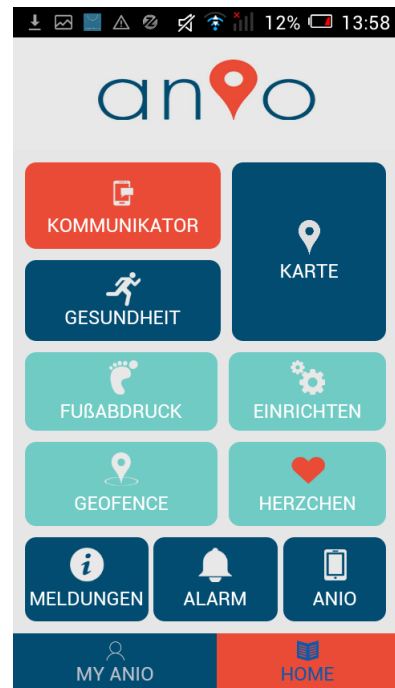 12% 13:58
anio
KOMMUNIKATOR
KARTE
GESUNDHEIT
FUßABDRUCK
EINRICHTEN
GEOFENCE
HERZCHEN
MELDUNGEN
ALARM
ANIO
MY ANIO
HOME